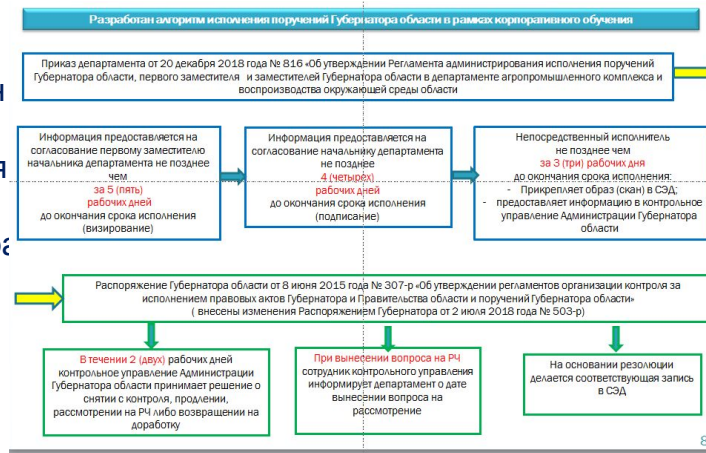 Разработан алгоритм исполнения поручений Губернатора области в рамках корпоративного обучения
Приказ департамента от 20 декабря 2018 года № 816 «Об утверждении Регламента администрирования исполнения поручений
Губернатора области, первого заместителя и заместителей Губернатора области в департаменте агропромышленного комплекса и
воспроизводства окружающей среды области
Информация предоставляется на
согласование первому заместителю
начальника департамента не позднее
чем
за 5 (пять)
рабочих дней
до окончания срока исполнения
(визирование)
Информация предоставляется на
согласование начальнику департамента
не позднее
4 (четырех)
рабочих дней
до окончания срока исполнения
(подписание)
Непосредственный исполнитель
не позднее чем
за 3 (три) рабочих дня
до окончания срока исполнения:
- Прикрепляет образ (скан) в СЭД;
- предоставляет информацию в контрольное
управление Администрации Губернатора
области
Распоряжение Губернатора области от 8 июня 2015 года № 307-р «Об утверждении регламентов организации контроля за
исполнением правовых актов Губернатора и Правительства области и поручений Губернатора области»
( внесены изменения Распоряжением Губернатора от 2 июля 2018 года № 503-р)
В течении 2 (двух) рабочих дней
контрольное управление Администрации
Губернатора области принимает решение о
снятии с контроля, продлении,
рассмотрении на РЧ либо возвращении на
доработку
При вынесении вопроса на РЧ
сотрудник контрольного управления
информирует департамент о дате
вынесении вопроса на
рассмотрение
На основании резолюции
делается соответствующая запись
в СЭД
8